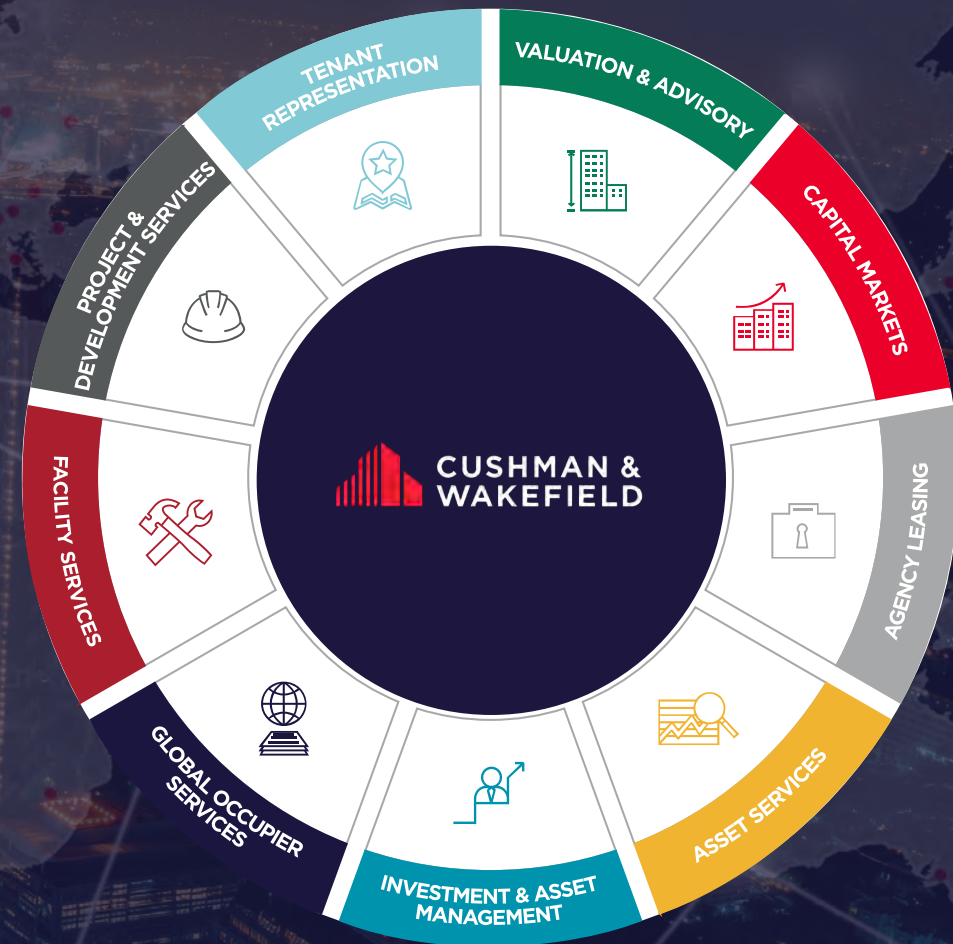 TENANT
REPRESENTATION
VALUATION & ADVISORY
CAPITAL MARKETS
AGENCY LEASING
ASSET SERVICES
INVESTMENT & ASSET
MANAGEMENT
GLOBAL OCCUPIER
SERVICES
FACILITY SERVICES
PROJECT &
DEVELOPMENT SERVICES
CUSHMAN &
WAKEFIELD